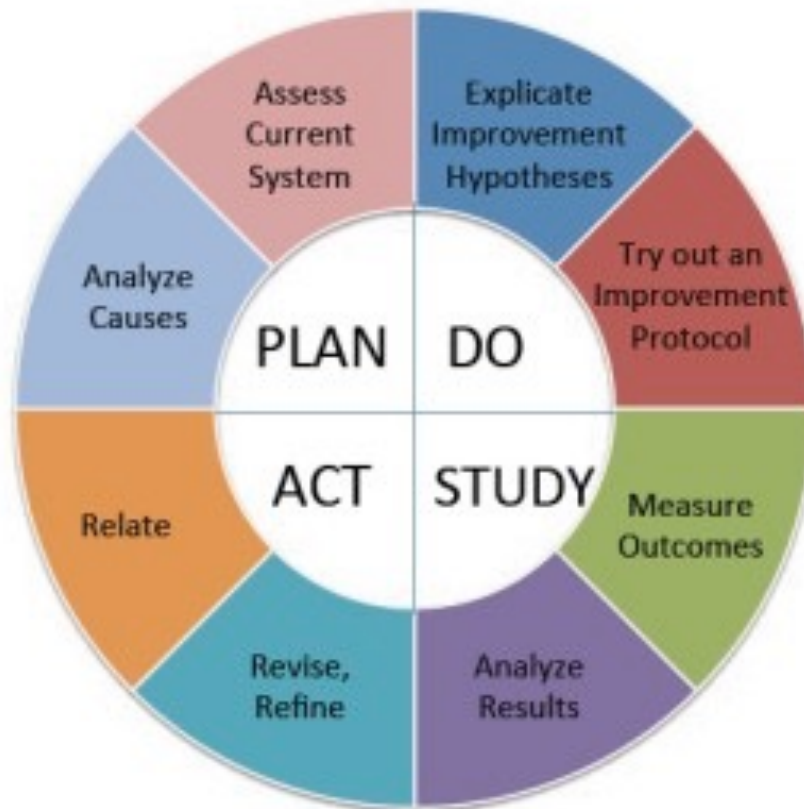 Assess
Current
System
Explicate
Improvement
Hypotheses
Analyze
Causes
Try out an
Improvement
Protocol
PLAN
DO
ACT
STUDY
Relate
Measure
Outcomes
Revise,
Refine
Analyze
Results